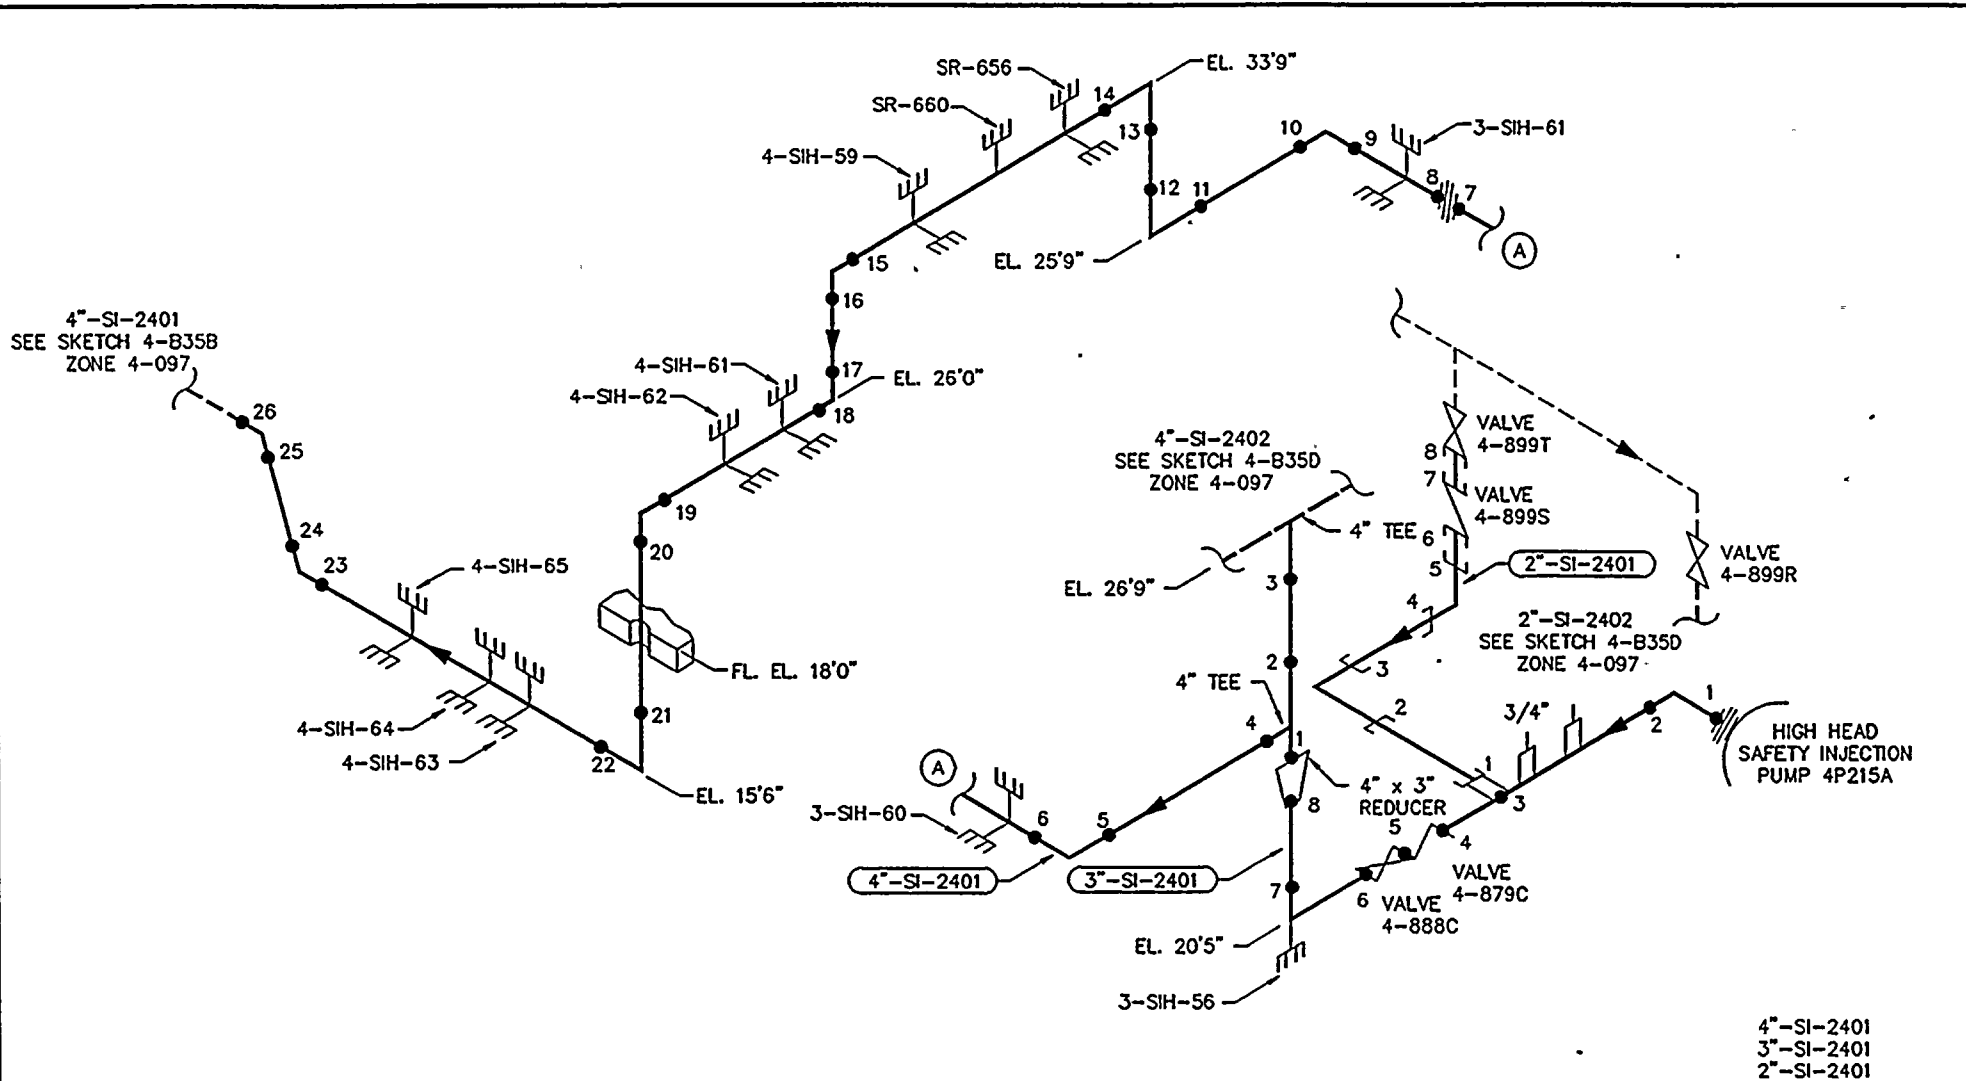 SR-656
EL. 33'9"
14
SR-660
13
10
9
3-SIH-61
4-SIH-59
12
11
8
7
A
EL. 25'9"
15
16
4"-SI-2401
SEE SKETCH 4-B35B
ZONE 4-097
4-SIH-61
17
EL. 26'0"
4-SIH-62
18
26
25
19
20
24
23
4-SIH-65
FL. EL. 18'0"
21
4-SIH-64
4-SIH-63
22
EL. 15'6"
VALVE
4-899T
8
7
VALVE
4-899S
6
5
2"-SI-2401
VALVE
4-899R
4"-SI-2402
SEE SKETCH 4-B35D
ZONE 4-097
4" TEE
EL. 26'9"
3
4
2"-SI-2402
SEE SKETCH 4-B35D
ZONE 4-097
3
2
4" TEE
2
3/4"
2
1
HIGH HEAD
SAFETY INJECTION
PUMP 4P215A
4
1
1
3
A
4" x 3"
REDUCER
8
3-SIH-60
6
5
5
4
4"-SI-2401
3"-SI-2401
7
6
VALVE
4-879C
VALVE
4-888C
EL. 20'5"
3-SIH-56
4"-SI-2401
3"-SI-2401
2"-SI-2401